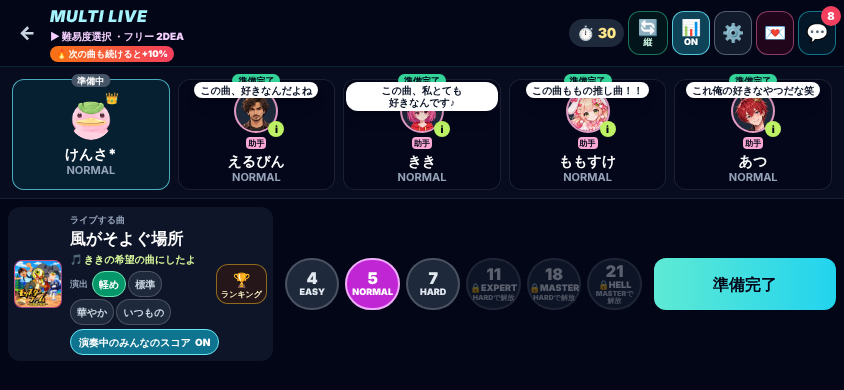 MULTI LIVE
▶ 難易度選択 ・フリー 2DEA
🔥 次の曲も続けると+10%
⏱️ 30
🔄 縦
📊 ON
⚙️
💌
💬 8
準備中
けんさ*
NORMAL
準備完了
この曲、好きなんだよね
i
助手
えるびん
NORMAL
準備完了
この曲、私とても
好きなんです♪
i
助手
きき
NORMAL
準備完了
この曲ももの推し曲！！
i
助手
ももすけ
NORMAL
準備完了
これ俺の好きなやつだな笑
i
助手
あつ
NORMAL
ライブする曲
風がそよぐ場所
🎵 ききの希望の曲にしたよ
演出 軽め 標準
華やか いつもの
演奏中のみんなのスコア ON
🏆
ランキング
4
EASY
5
NORMAL
7
HARD
11
🔒EXPERT
HARDで解放
18
🔒MASTER
HARDで解放
21
🔒HELL
MASTERで
解放
準備完了